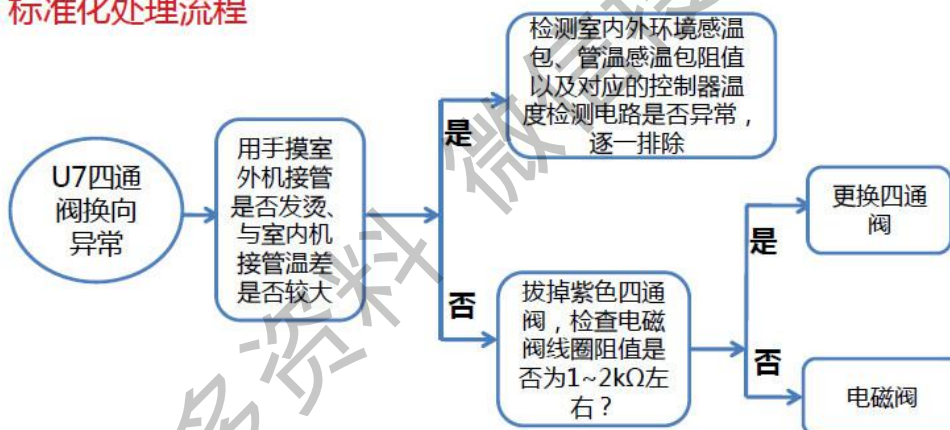 标准化处理流程
U7四通
阀换向
异常
用手摸室
外机接管
是否发烫、
与室内机
接管温差
是否较大
是
检测室内外环境感温
包、管温感温包阻值
以及对应的控制器温
度检测电路是否异常，
逐一排除
否
拔掉紫色四通
阀，检查电磁
阀线圈阻值是
否为1~2kΩ左
右？
是
更换四通
阀
否
电磁阀
多资料 微信搜